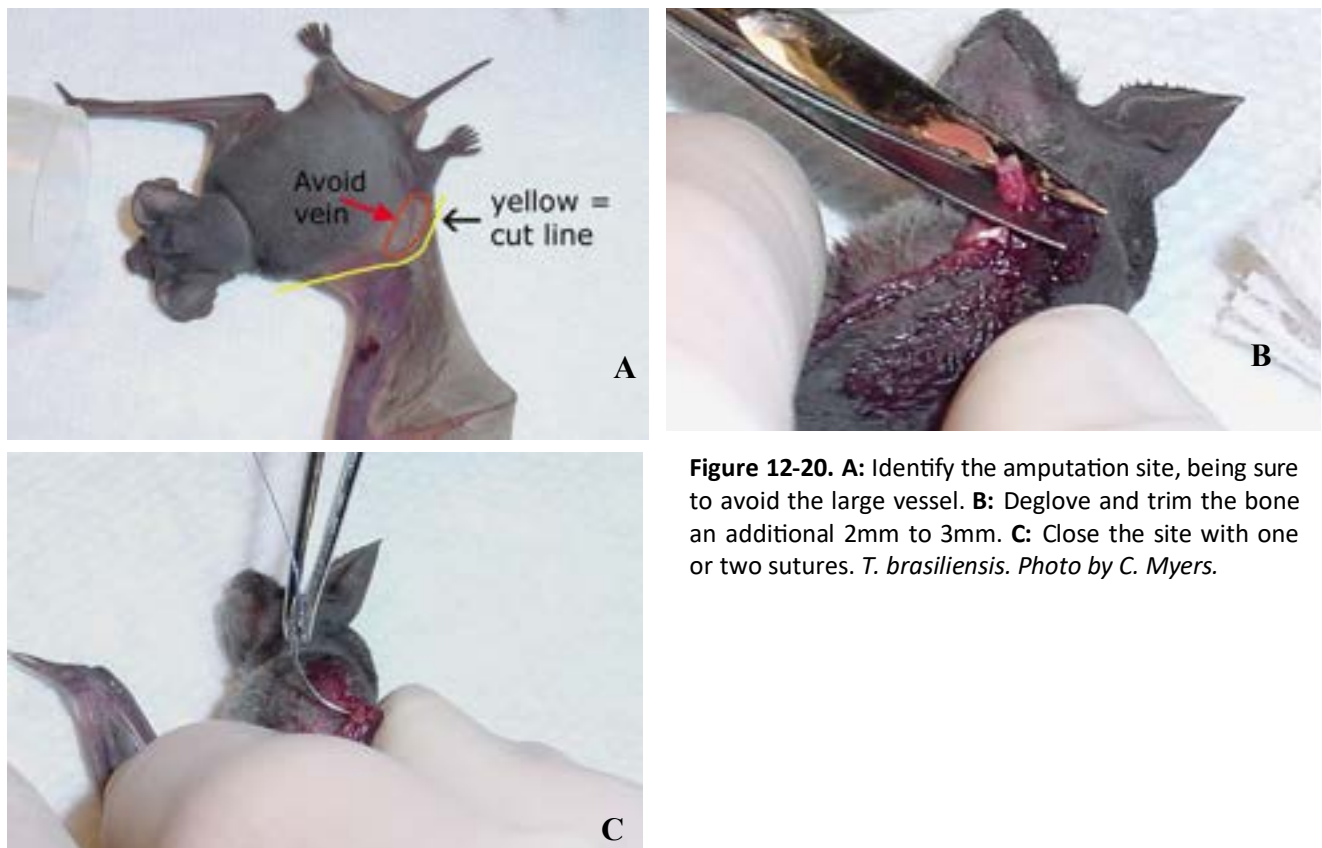 Avoid
vein
yellow =
cut line
A
B
Figure 12-20. A: Identify the amputation site, being sure
to avoid the large vessel. B: Deglove and trim the bone
an additional 2mm to 3mm. C: Close the site with one
or two sutures. T. brasiliensis. Photo by C. Myers.
C